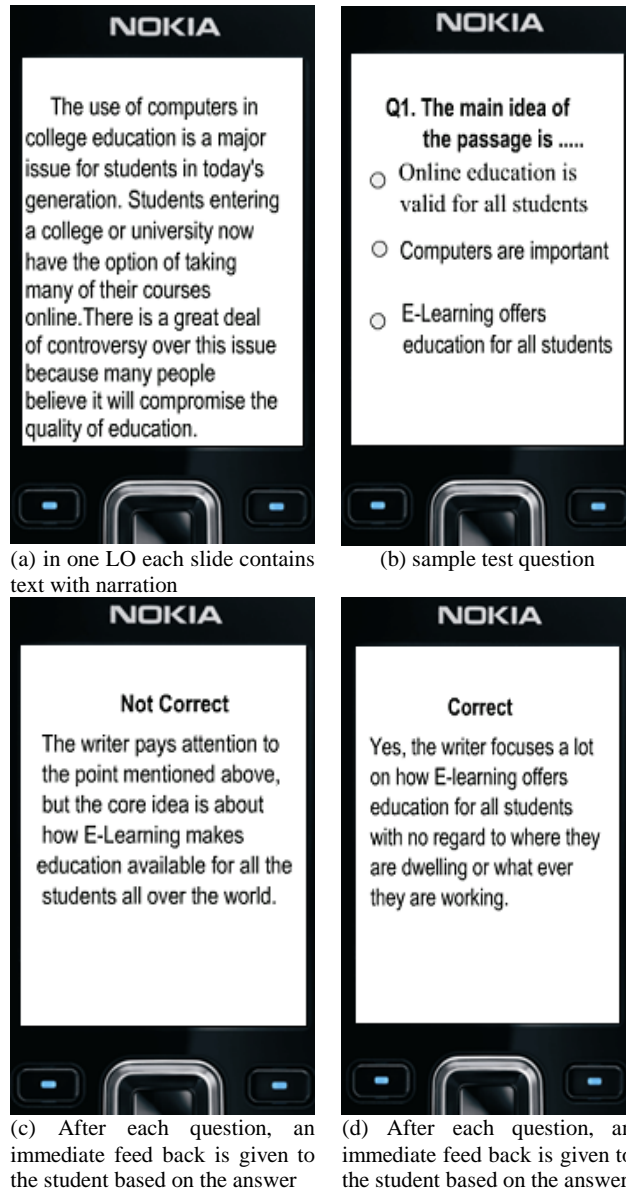 NOKIA
The use of computers in
college education is a major
issue for students in today's
generation. Students entering
a college or university now
have the option of taking
many of their courses
online.There is a great deal
of controversy over this issue
because many people
believe it will compromise the
quality of education.
(a) in one LO each slide contains
text with narration
NOKIA
Q1. The main idea of
the passage is .....
Online education is
valid for all students
Computers are important
E-Learning offers
education for all students
(b) sample test question
NOKIA
Not Correct
The writer pays attention to
the point mentioned above,
but the core idea is about
how E-Learning makes
education available for all the
students all over the world.
(c) After each question, an
immediate feed back is given to
the student based on the answer
NOKIA
Correct
Yes, the writer focuses a lot
on how E-learning offers
education for all students
with no regard to where they
are dwelling or what ever
they are working.
(d) After each question, an
immediate feed back is given to
the student based on the answer